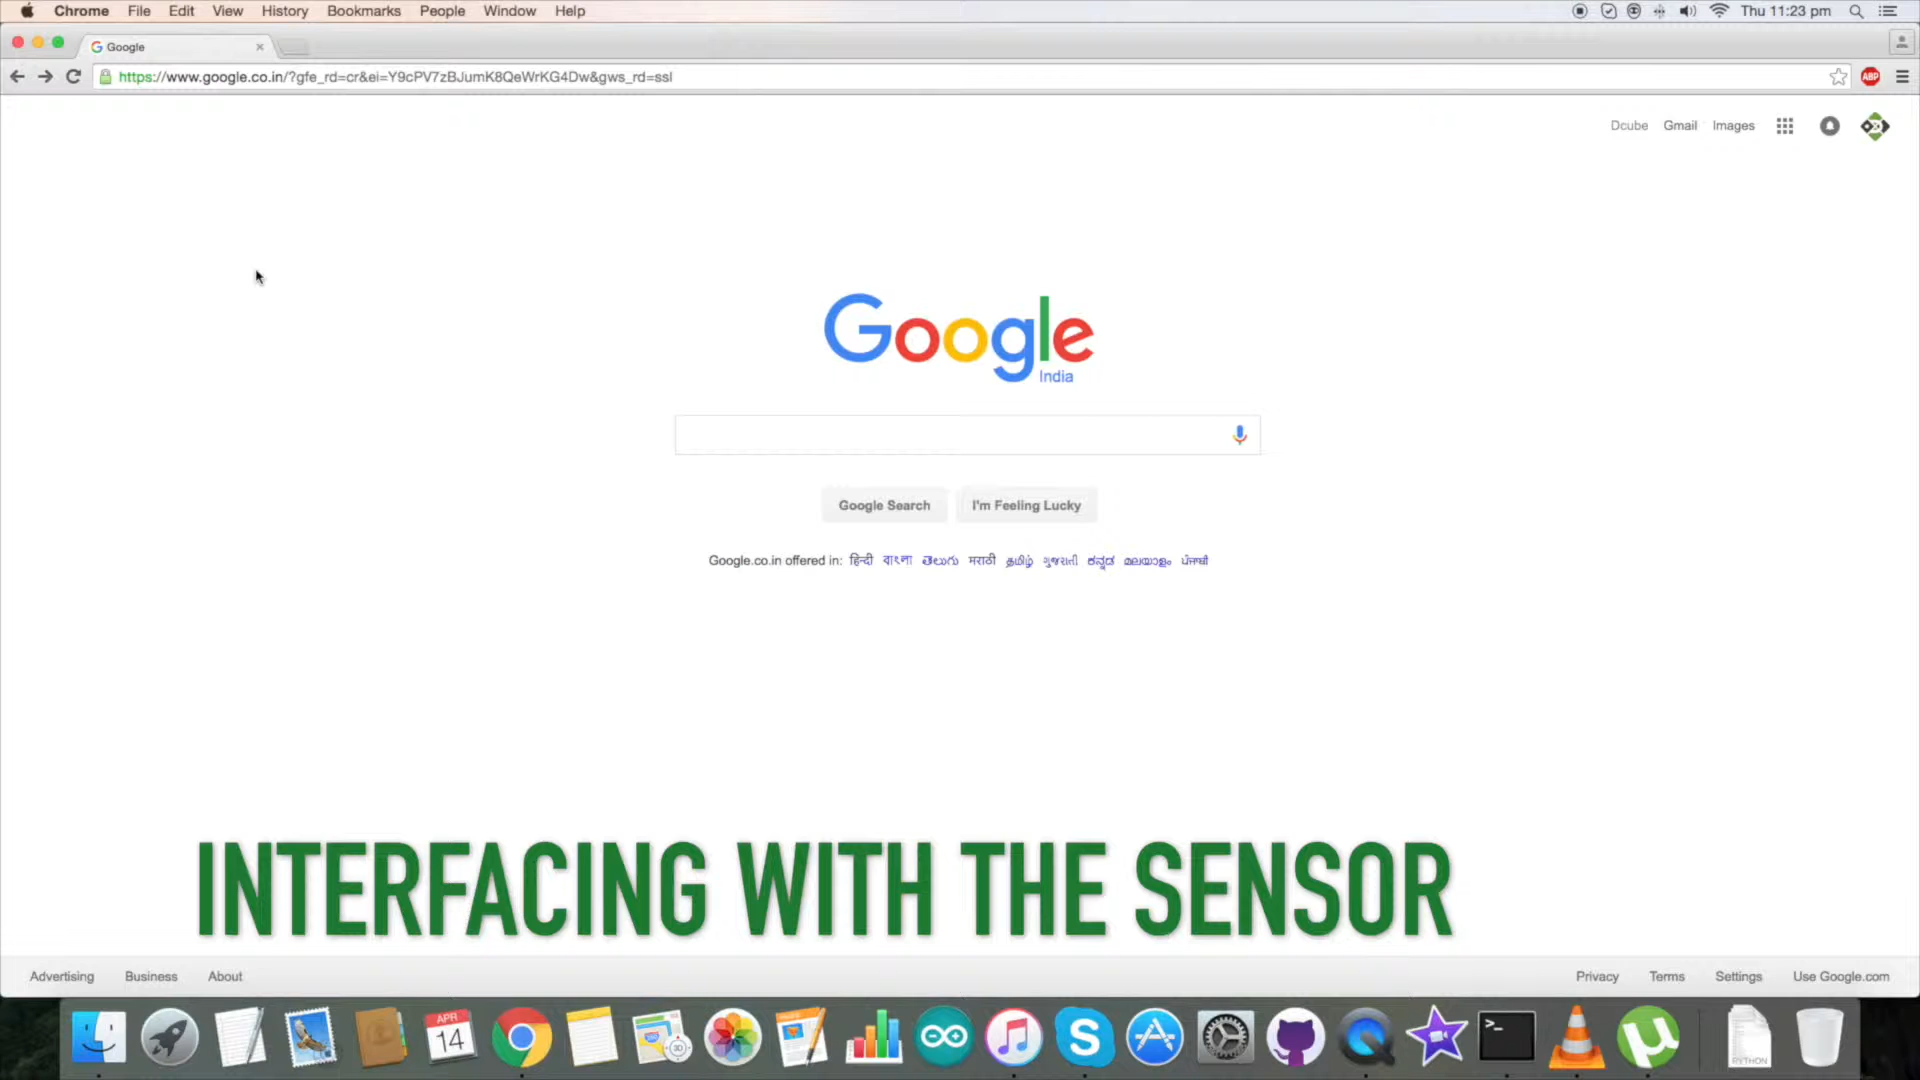 Chrome File Edit View History Bookmarks People Window Help Thu 11:23 pm
Google
https://www.google.co.in/?gfe_rd=cr&ei=Y9cPV7zBJumK8QeWrKG4Dw&gws_rd=ssl ABP
Dcube Gmail Images
Google
India
Google Search I'm Feeling Lucky
Google.co.in offered in: हिन्दी বাংলা తెలుగు मराठी தமிழ் ગુજરાતી ಕನ್ನಡ മലയാളം ਪੰਜਾਬੀ
INTERFACING WITH THE SENSOR
Advertising Business About Privacy Terms Settings Use Google.com
APR
14
PYTHON